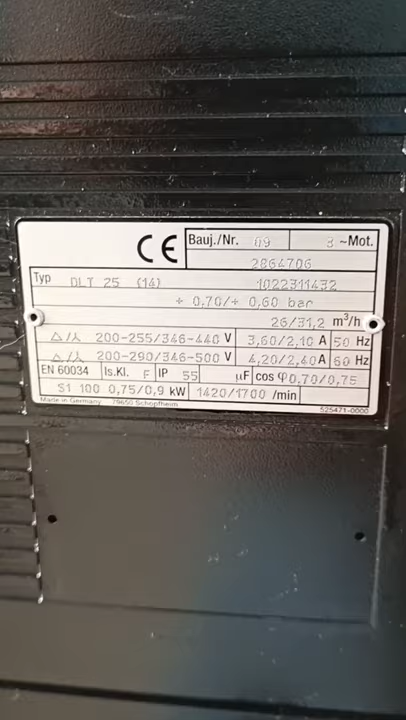 CE Bauj./Nr. 09 3 ~Mot.
2864706
Typ DLT 25 (14) 1022311432
+ 0,70/+ 0,60 bar
26/31,2 m³/h
△/⅄ 200-255/346-440 V 3,60/2,10 A 50 Hz
△/⅄ 200-290/346-500 V 4,20/2,40 A 60 Hz
EN 60034 Is.Kl. F IP 55 µF cos φ 0,70/0,75
S1 100 0,75/0,9 kW 1420/1700 /min
Made in Germany 79650 Schopfheim 525471-0000